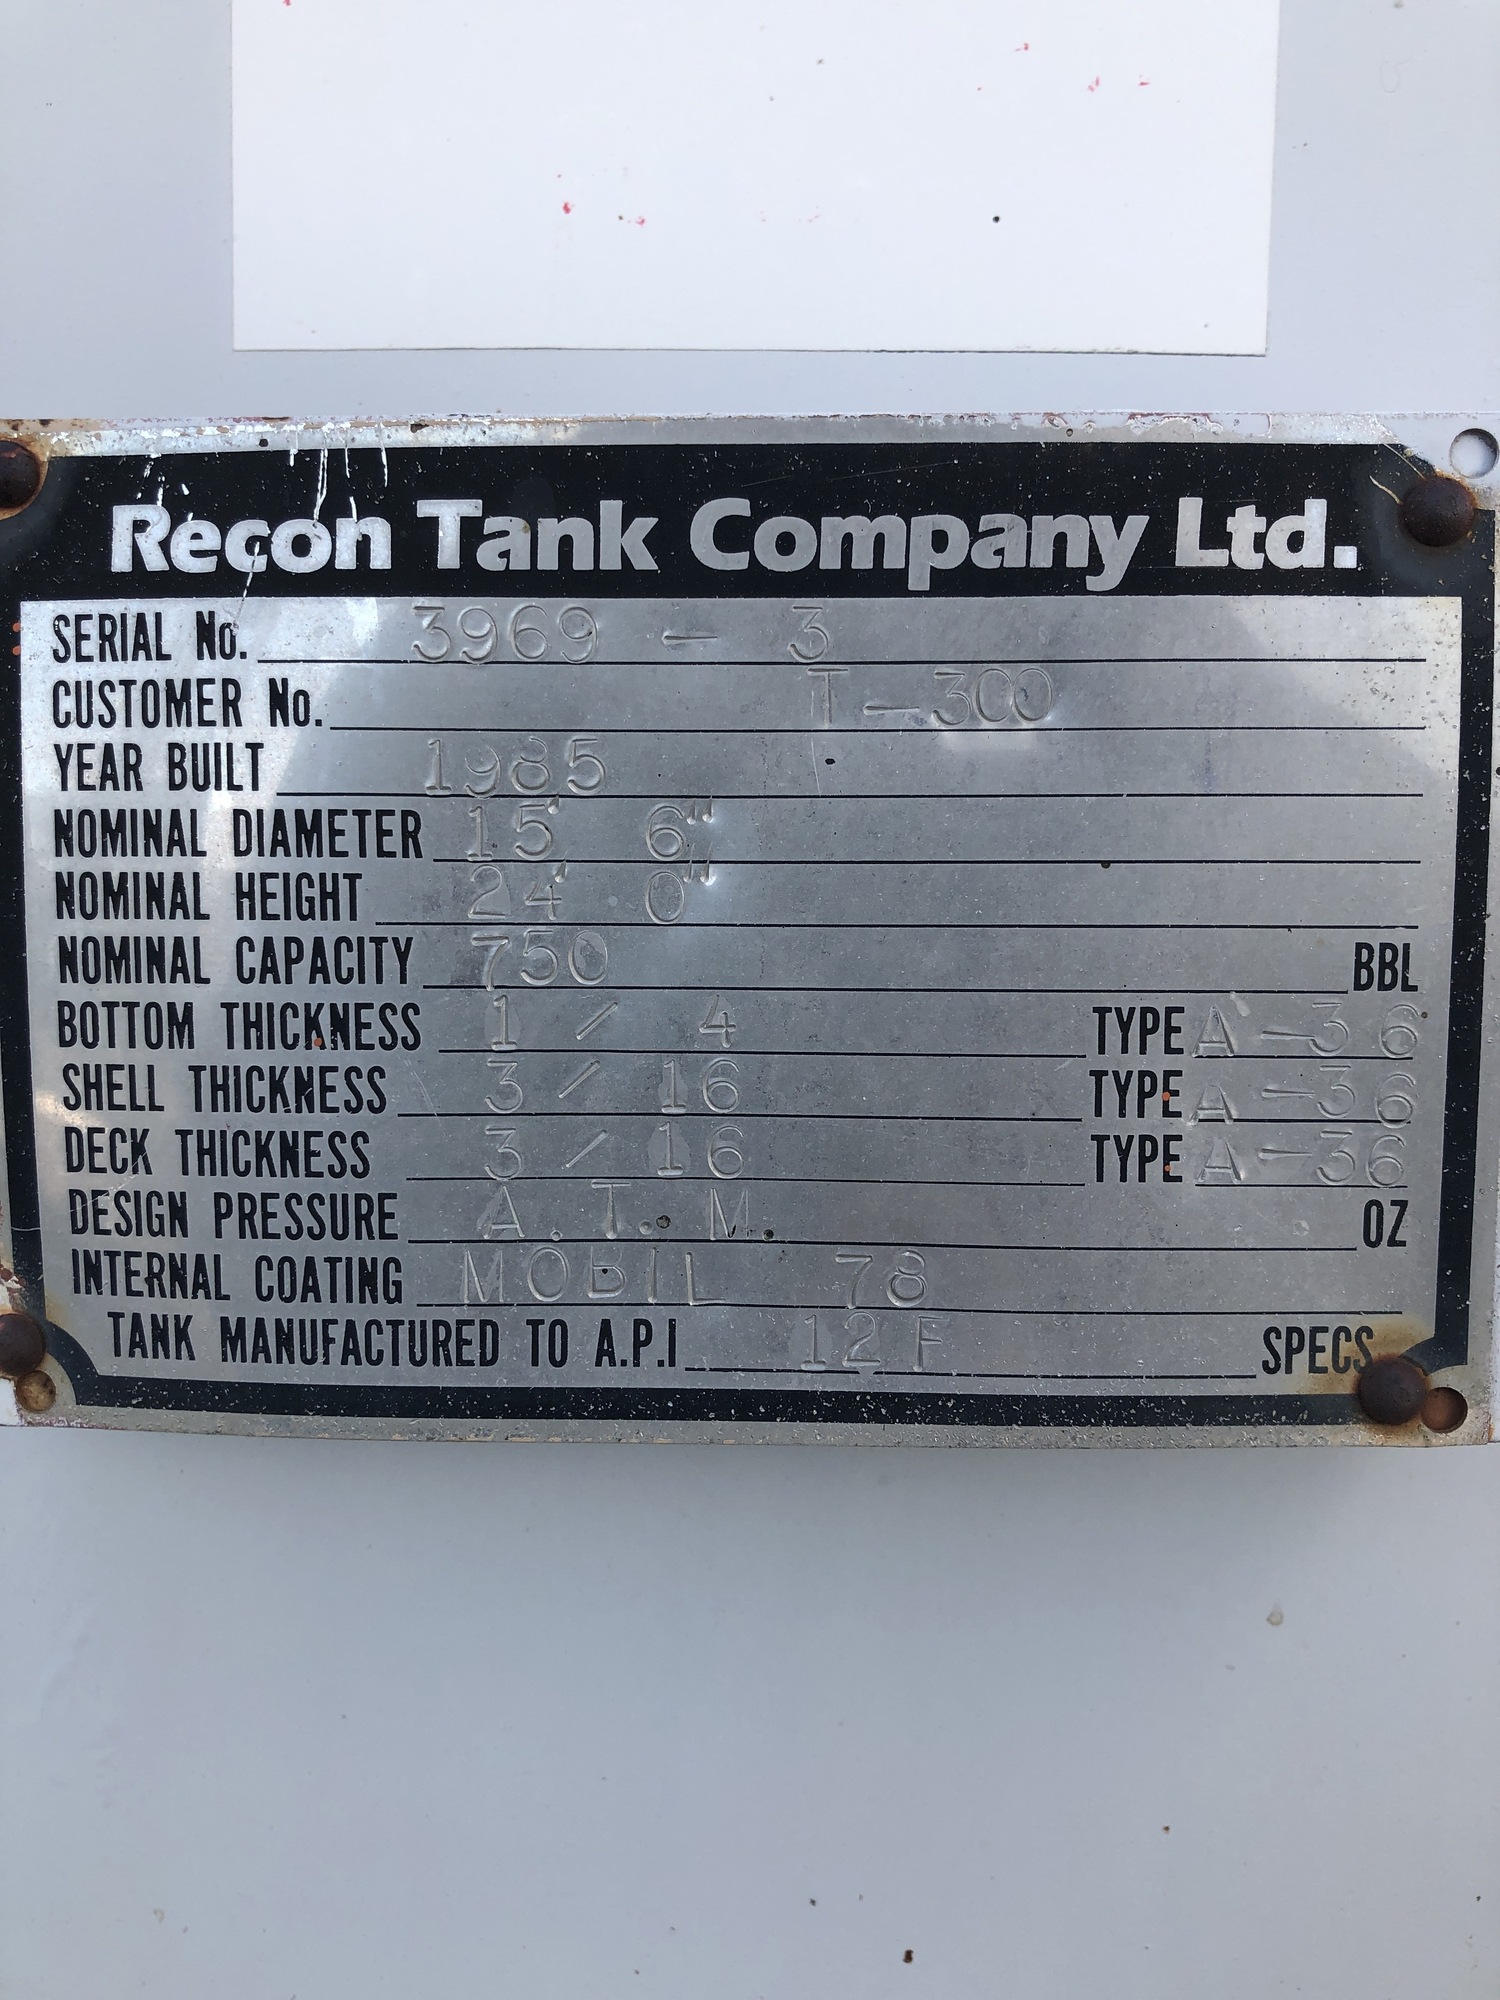 Recon Tank Company Ltd.
SERIAL No. 3969 - 3
CUSTOMER No. T-300
YEAR BUILT 1985
NOMINAL DIAMETER 15' 6"
NOMINAL HEIGHT 24' 0"
NOMINAL CAPACITY 750 BBL
BOTTOM THICKNESS 1 / 4 TYPE A-36
SHELL THICKNESS 3 / 16 TYPE A-36
DECK THICKNESS 3 / 16 TYPE A-36
DESIGN PRESSURE A.T.M. OZ
INTERNAL COATING MOBIL 78
TANK MANUFACTURED TO A.P.I 12 F SPECS